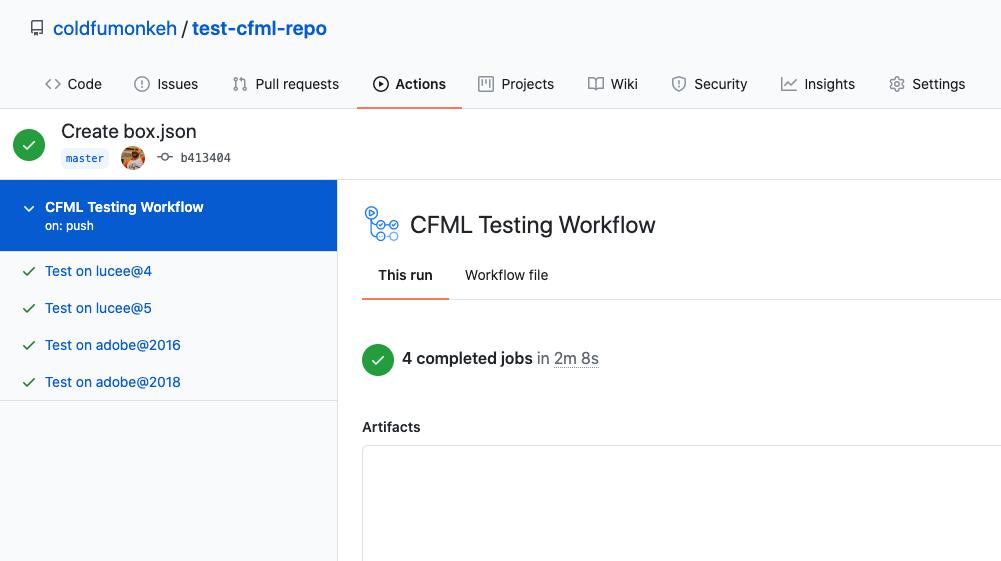 coldfumonkeh / test-cfml-repo
Code Issues Pull requests Actions Projects Wiki Security Insights Settings
Create box.json
master b413404
CFML Testing Workflow
on: push
Test on lucee@4
Test on lucee@5
Test on adobe@2016
Test on adobe@2018
CFML Testing Workflow
This run Workflow file
4 completed jobs in 2m 8s
Artifacts